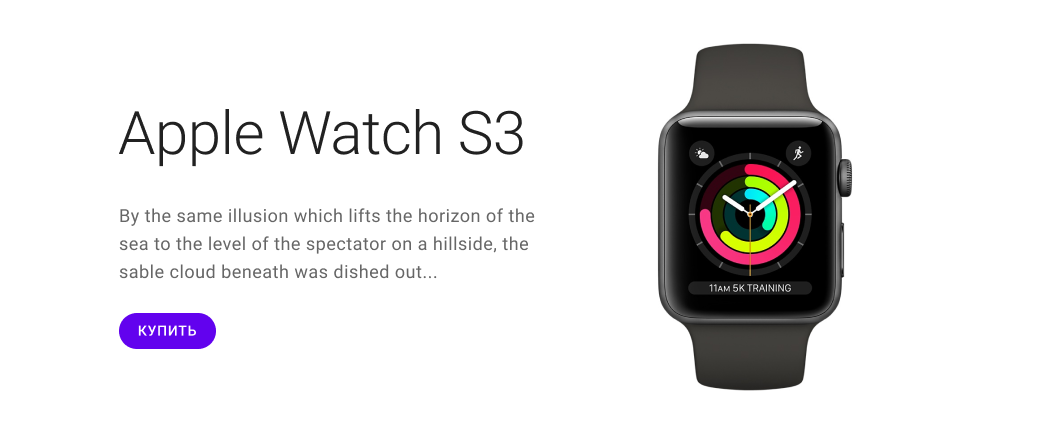 Apple Watch S3
By the same illusion which lifts the horizon of the
sea to the level of the spectator on a hillside, the
sable cloud beneath was dished out...
КУПИТЬ
11AM 5K TRAINING